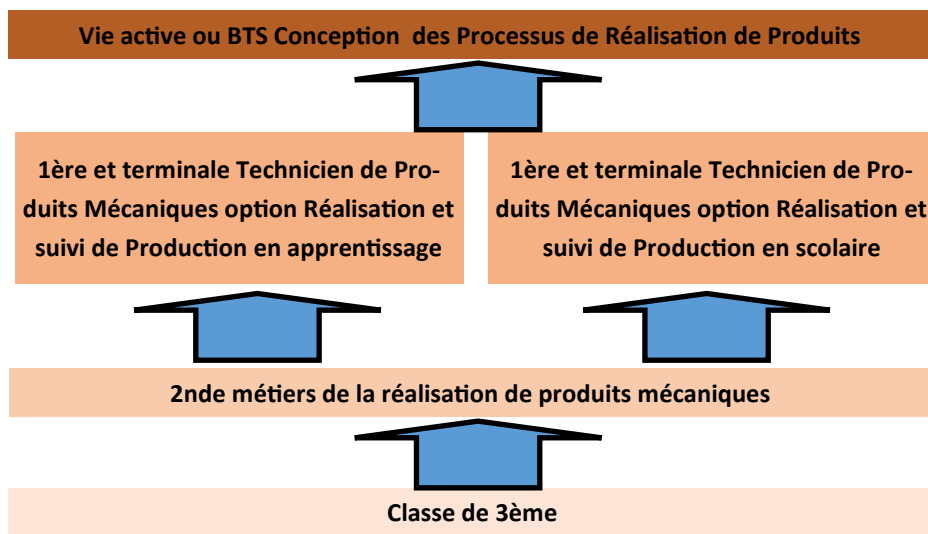 Vie active ou BTS Conception  des Processus de Réalisation de Produits
1ère et terminale Technicien de Pro-
duits Mécaniques option Réalisation et
suivi de Production en apprentissage
1ère et terminale Technicien de Pro-
duits Mécaniques option Réalisation et
suivi de Production en scolaire
2nde métiers de la réalisation de produits mécaniques
Classe de 3ème